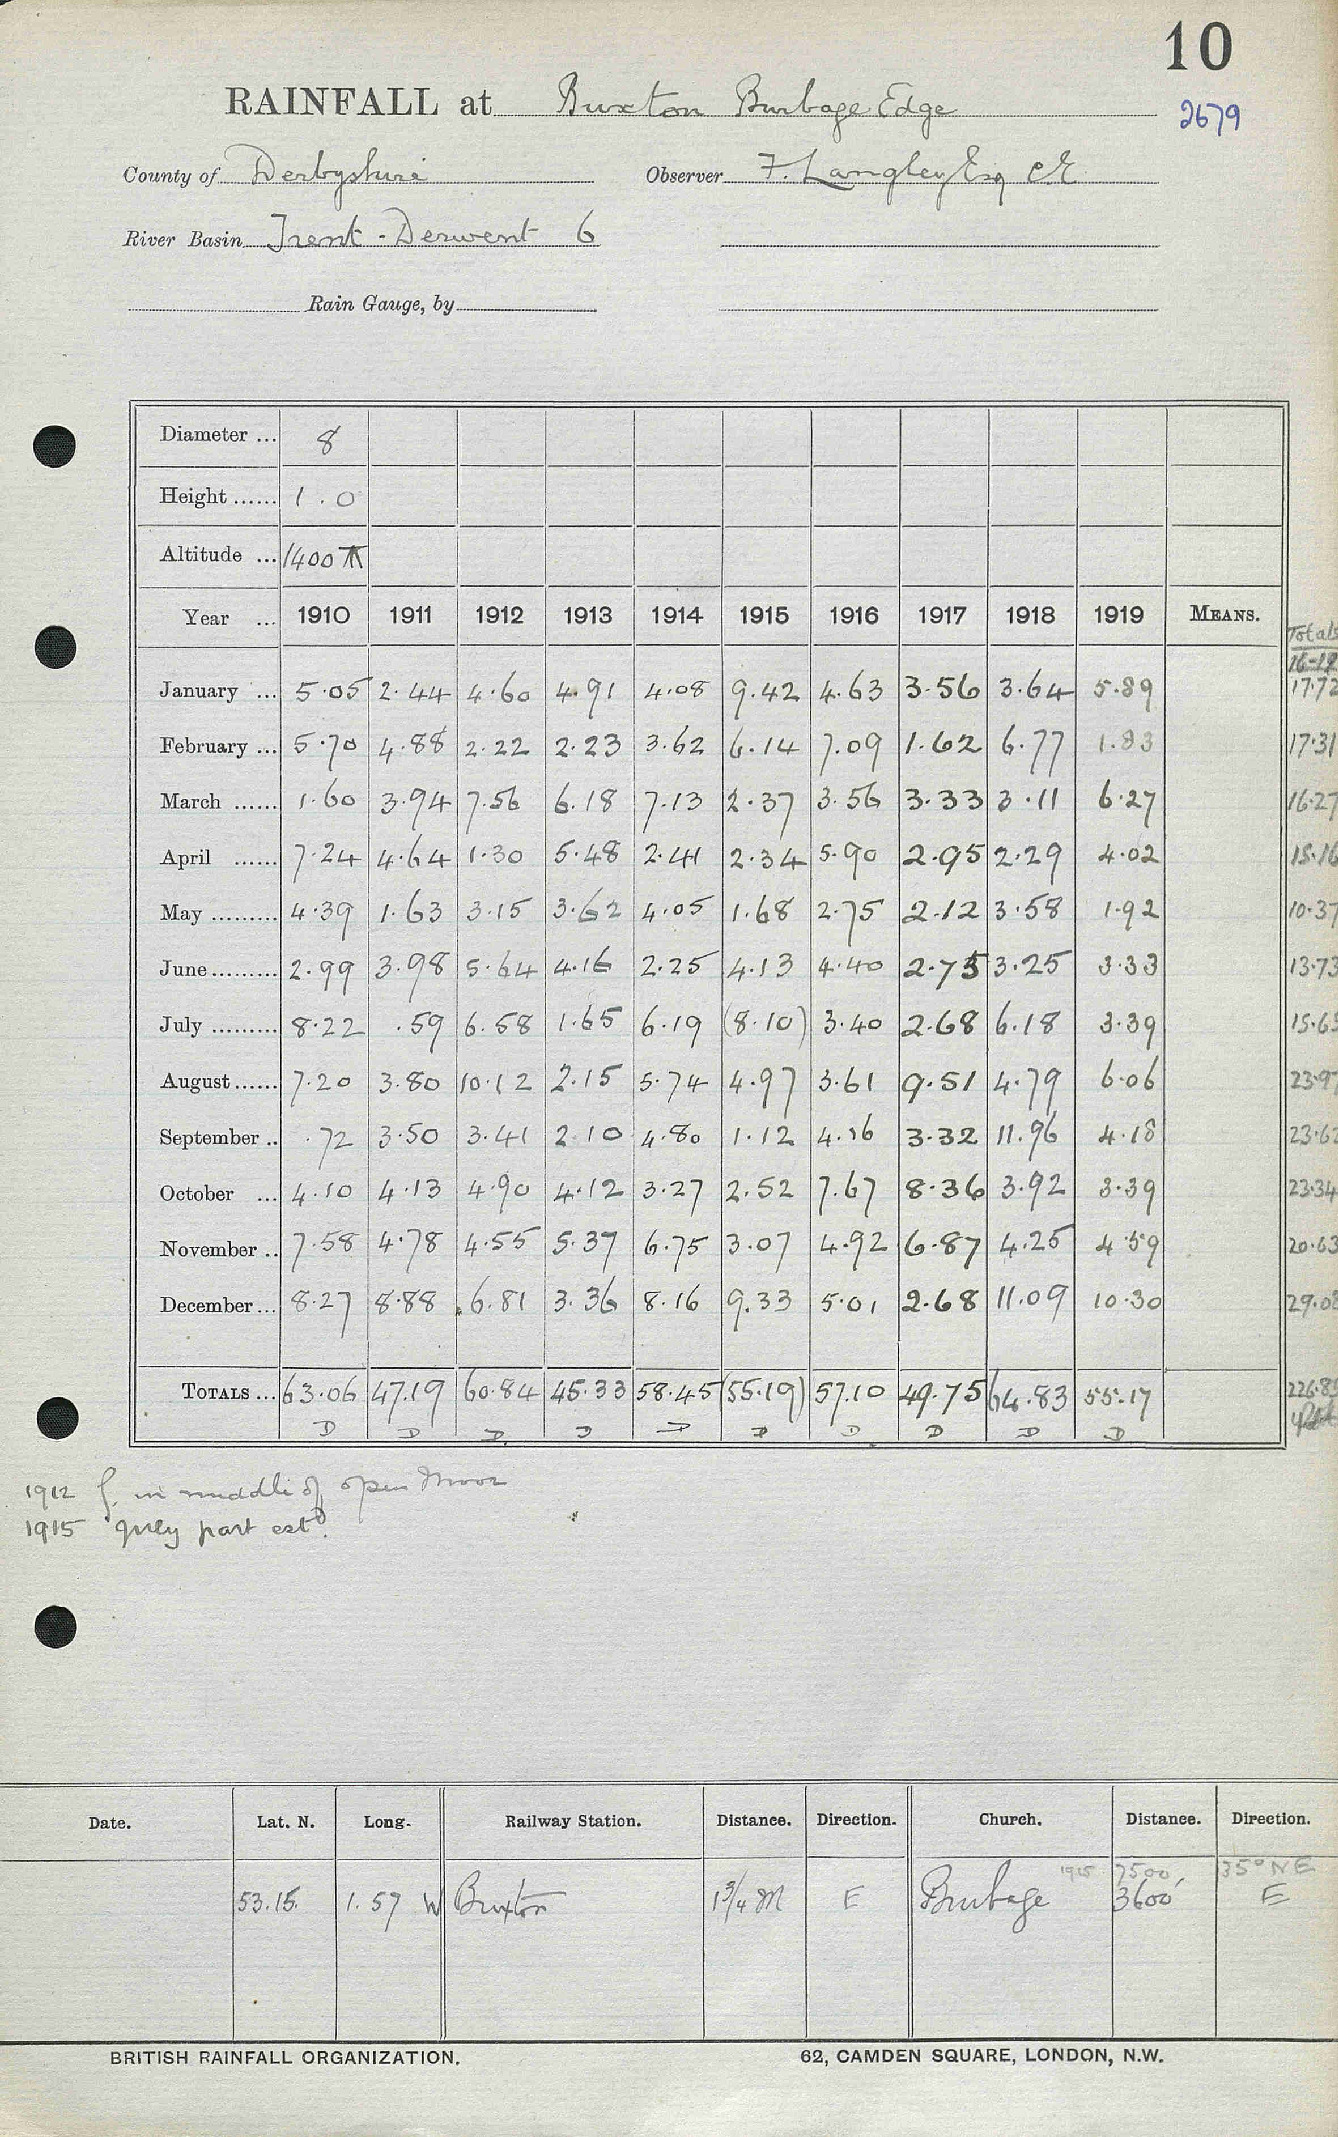 10
RAINFALL at Buxton Burbage Edge 2679
County of Derbyshire Observer F. Langley Esq C.E.
River Basin Trent - Derwent 6
Rain Gauge, by
Diameter ... 8
Height ...... 1.0
Altitude ... 1400
Year ... 1910 1911 1912 1913 1914 1915 1916 1917 1918 1919 MEANS. Totals
16-19
January ... 5.05 2.44 4.60 4.91 4.08 9.42 4.63 3.56 3.64 5.89 17.72
February ... 5.70 4.88 2.22 2.23 3.62 6.14 7.09 1.62 6.77 1.83 17.31
March ...... 1.60 3.94 7.56 6.18 7.13 2.37 3.56 3.33 3.11 6.27 16.27
April ...... 7.24 4.64 1.30 5.48 2.41 2.34 5.90 2.95 2.29 4.02 15.16
May ......... 4.39 1.63 3.15 3.62 4.05 1.68 2.75 2.12 3.58 1.92 10.37
June ......... 2.99 3.98 5.64 4.16 2.25 4.13 4.40 2.75 3.25 3.33 13.73
July ......... 8.22 .59 6.58 1.65 6.19 (8.10) 3.40 2.68 6.18 3.39 15.65
August ...... 7.20 3.80 10.12 2.15 5.74 4.97 3.61 9.51 4.79 6.06 23.97
September .. .72 3.50 3.41 2.10 4.80 1.12 4.16 3.32 11.96 4.18 23.62
October ... 4.10 4.13 4.90 4.12 3.27 2.52 7.67 8.36 3.92 3.39 23.34
November .. 7.58 4.78 4.55 5.37 6.75 3.07 4.92 6.87 4.25 4.59 20.63
December ... 8.27 8.88 6.81 3.36 8.16 9.33 5.01 2.68 11.09 10.30 29.08
TOTALS ... 63.06 47.19 60.84 45.33 58.45 (55.19) 57.10 49.75 64.83 55.17 226.85
D D D D D D D D D D
1912 g. in middle of open Moor
1915 July part estd.
Date. Lat. N. Long. Railway Station. Distance. Direction. Church. Distance. Direction.
1915 7500' 35° NE
53.15. 1.57 W Buxton 1¾ M E Burbage 3600' E
BRITISH RAINFALL ORGANIZATION. 62, CAMDEN SQUARE, LONDON, N.W.